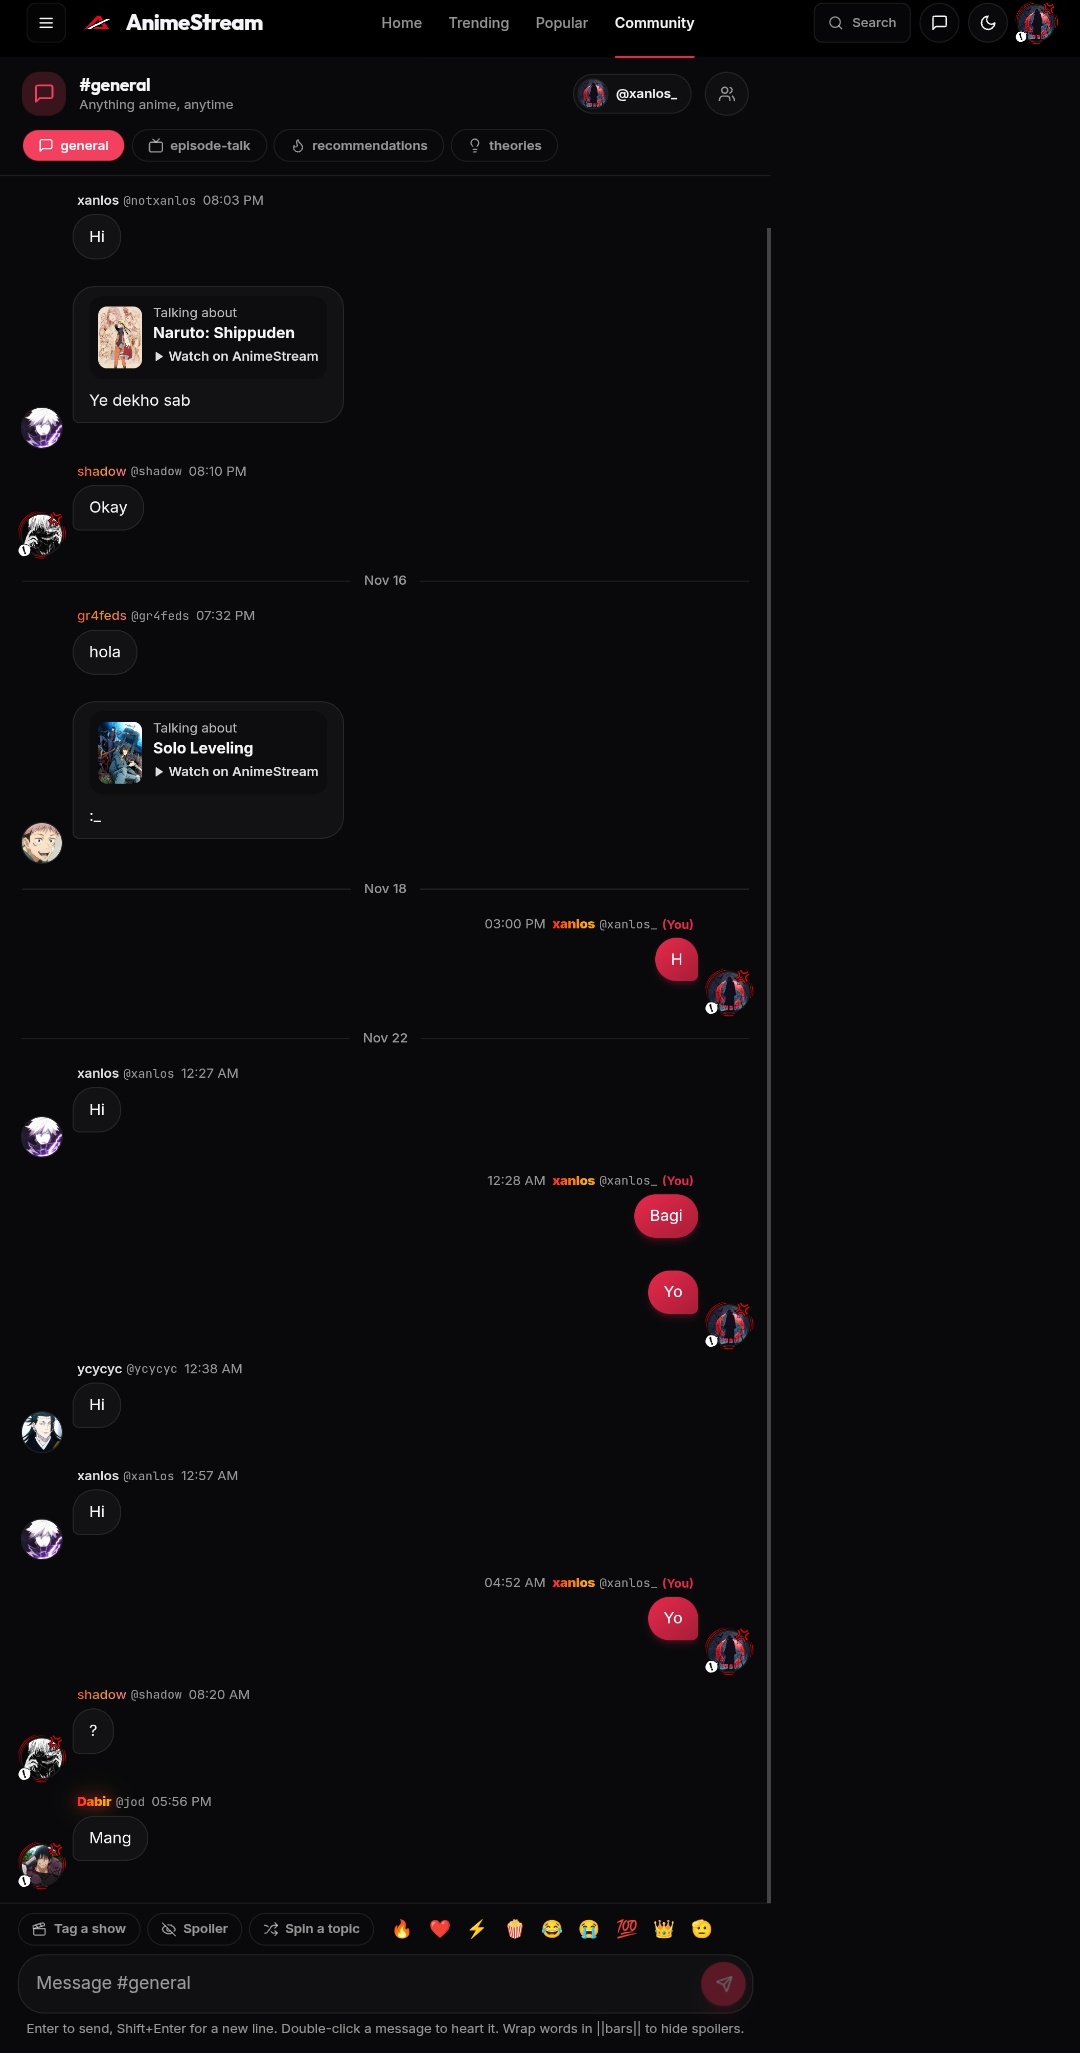 AnimeStream
Home Trending Popular Community
Search
#general
Anything anime, anytime
@xanlos_
general episode-talk recommendations theories
xanlos @notxanlos 08:03 PM
Hi
Talking about
Naruto: Shippuden
▶ Watch on AnimeStream
Ye dekho sab
shadow @shadow 08:10 PM
Okay
Nov 16
gr4feds @gr4feds 07:32 PM
hola
Talking about
Solo Leveling
▶ Watch on AnimeStream
:_
Nov 18
03:00 PM xanlos @xanlos_ (You)
H
Nov 22
xanlos @xanlos 12:27 AM
Hi
12:28 AM xanlos @xanlos_ (You)
Bagi
Yo
ycycyc @ycycyc 12:38 AM
Hi
xanlos @xanlos 12:57 AM
Hi
04:52 AM xanlos @xanlos_ (You)
Yo
shadow @shadow 08:20 AM
?
Dabir @jod 05:56 PM
Mang
Tag a show Spoiler Spin a topic 🔥 ❤️ ⚡ 🍿 😂 😭 💯 👑 🫡
Message #general
Enter to send, Shift+Enter for a new line. Double-click a message to heart it. Wrap words in ||bars|| to hide spoilers.